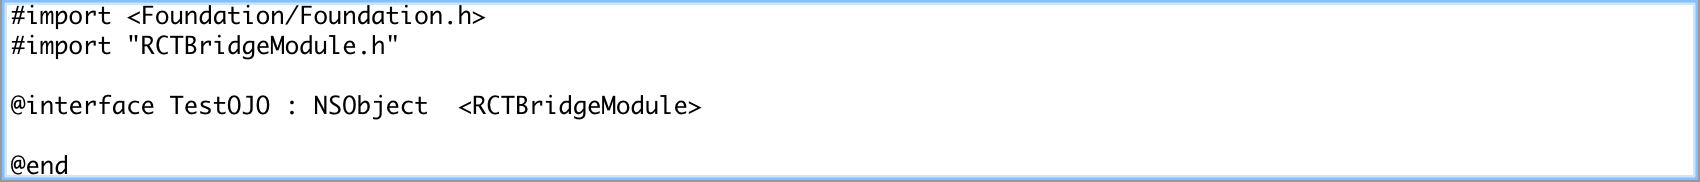 #import <Foundation/Foundation.h>
#import "RCTBridgeModule.h"
@interface TestOJO : NSObject  <RCTBridgeModule>
@end